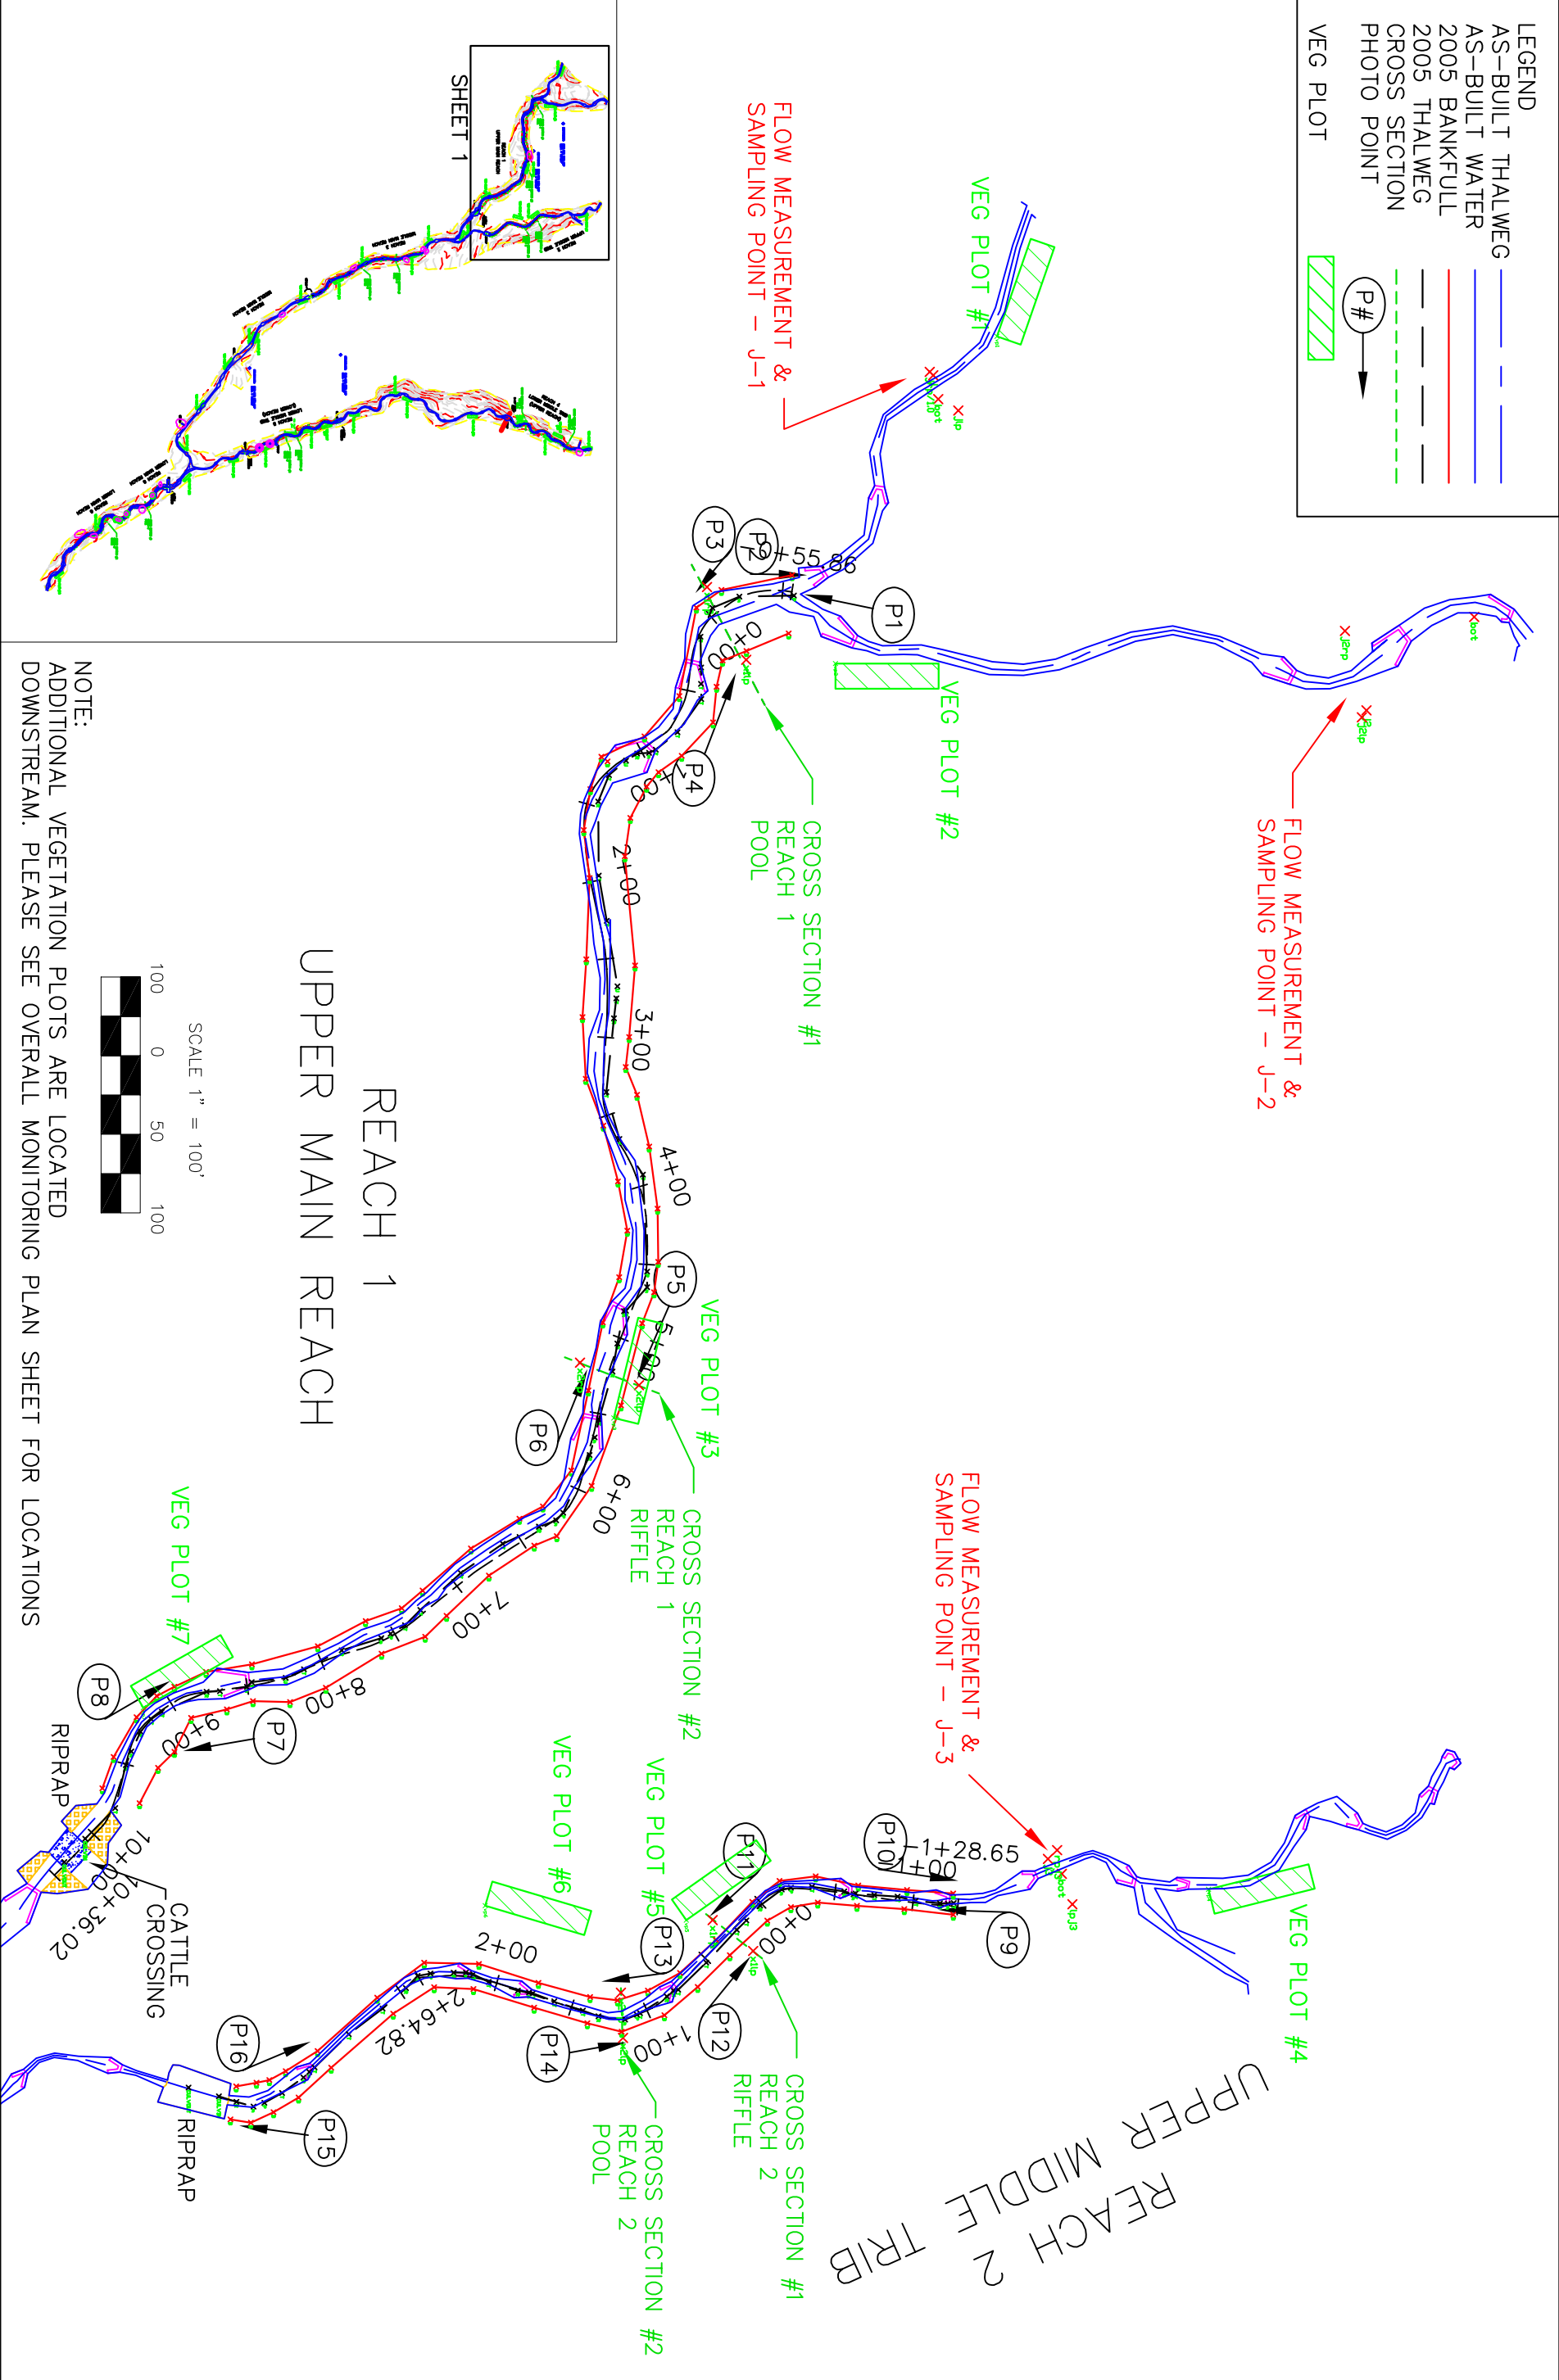 LEGEND
AS-BUILT THALWEG
AS-BUILT WATER
2005 BANKFULL
2005 THALWEG
CROSS SECTION
PHOTO POINT
P#
VEG PLOT
SHEET 1
FLOW MEASUREMENT &
SAMPLING POINT - J-1
VEG PLOT #1
FLOW MEASUREMENT &
SAMPLING POINT - J-2
VEG PLOT #2
P1
P2
P3
P4
0+55.86
0+00
CROSS SECTION #1
REACH 1
POOL
2+00
3+00
4+00
5+00
6+00
7+00
8+00
9+00
10+00
10+36.02
P5
P6
VEG PLOT #3
CROSS SECTION #2
REACH 1
RIFFLE
REACH 1
UPPER MAIN REACH
P7
P8
VEG PLOT #7
RIPRAP
CATTLE
CROSSING
FLOW MEASUREMENT &
SAMPLING POINT - J-3
VEG PLOT #4
P9
P10
-1+28.65
-1+00
P11
P12
0+00
VEG PLOT #5
VEG PLOT #6
CROSS SECTION #1
REACH 2
RIFFLE
P13
P14
1+00
2+00
2+64.82
CROSS SECTION #2
REACH 2
POOL
P15
P16
RIPRAP
REACH 2
UPPER MIDDLE TRIB
SCALE 1" = 100'
100 0 50 100
NOTE:
ADDITIONAL VEGETATION PLOTS ARE LOCATED
DOWNSTREAM. PLEASE SEE OVERALL MONITORING PLAN SHEET FOR LOCATIONS